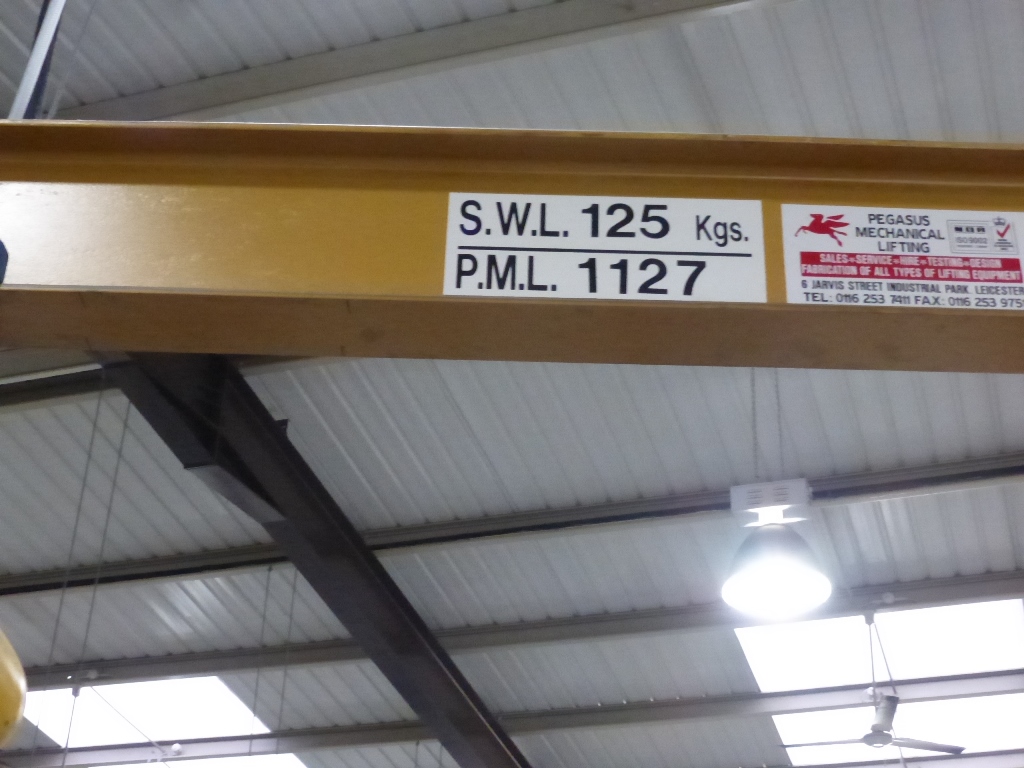 S.W.L. 125 Kgs.
P.M.L. 1127
PEGASUS
MECHANICAL
LIFTING
SALES+SERVICE+HIRE+TESTING+DESIGN
FABRICATION OF ALL TYPES OF LIFTING EQUIPMENT
6 JARVIS STREET INDUSTRIAL PARK. LEICESTER
TEL: 0116 253 7411 FAX: 0116 253 975